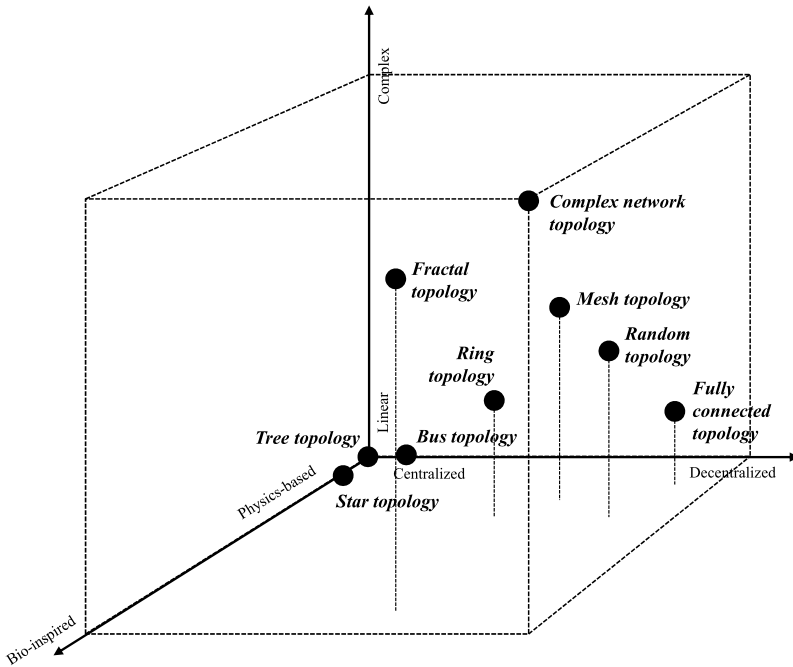 Complex
Complex network
topology
Fractal
topology
Mesh topology
Random
topology
Ring
topology
Fully
connected
topology
Linear
Tree topology
Bus topology
Centralized
Decentralized
Physics-based
Star topology
Bio-inspired